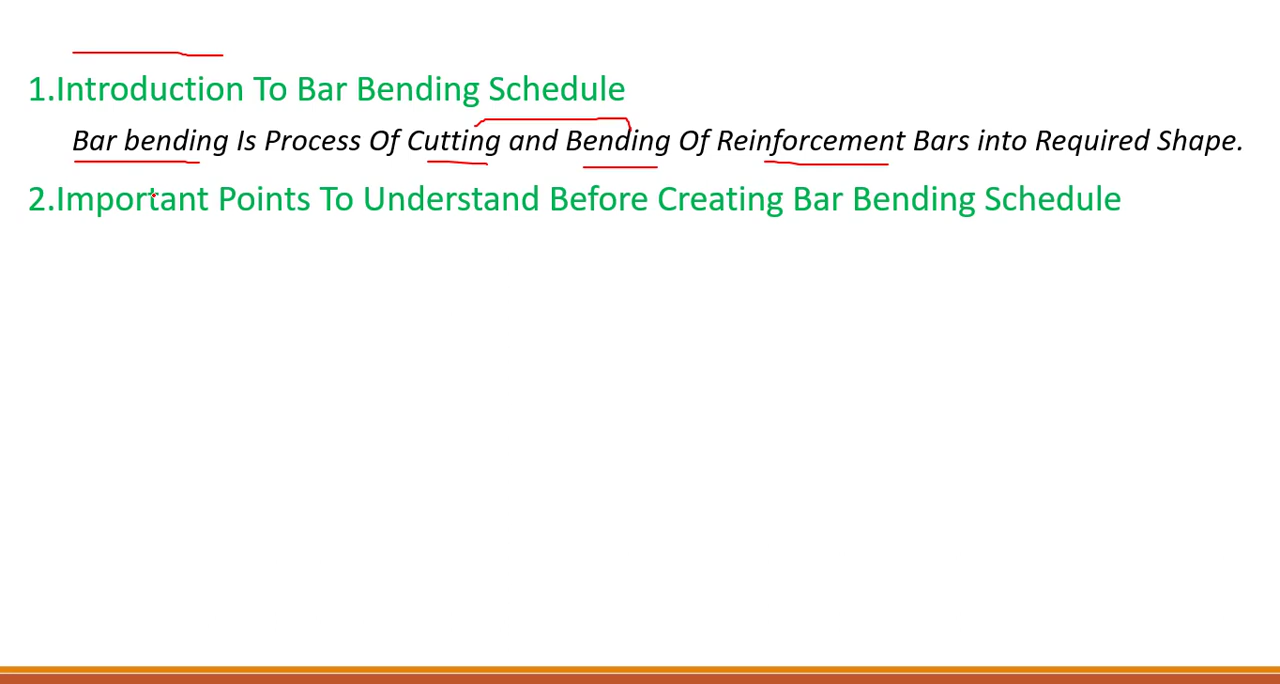 1.Introduction To Bar Bending Schedule
Bar bending Is Process Of Cutting and Bending Of Reinforcement Bars into Required Shape.
2.Important Points To Understand Before Creating Bar Bending Schedule